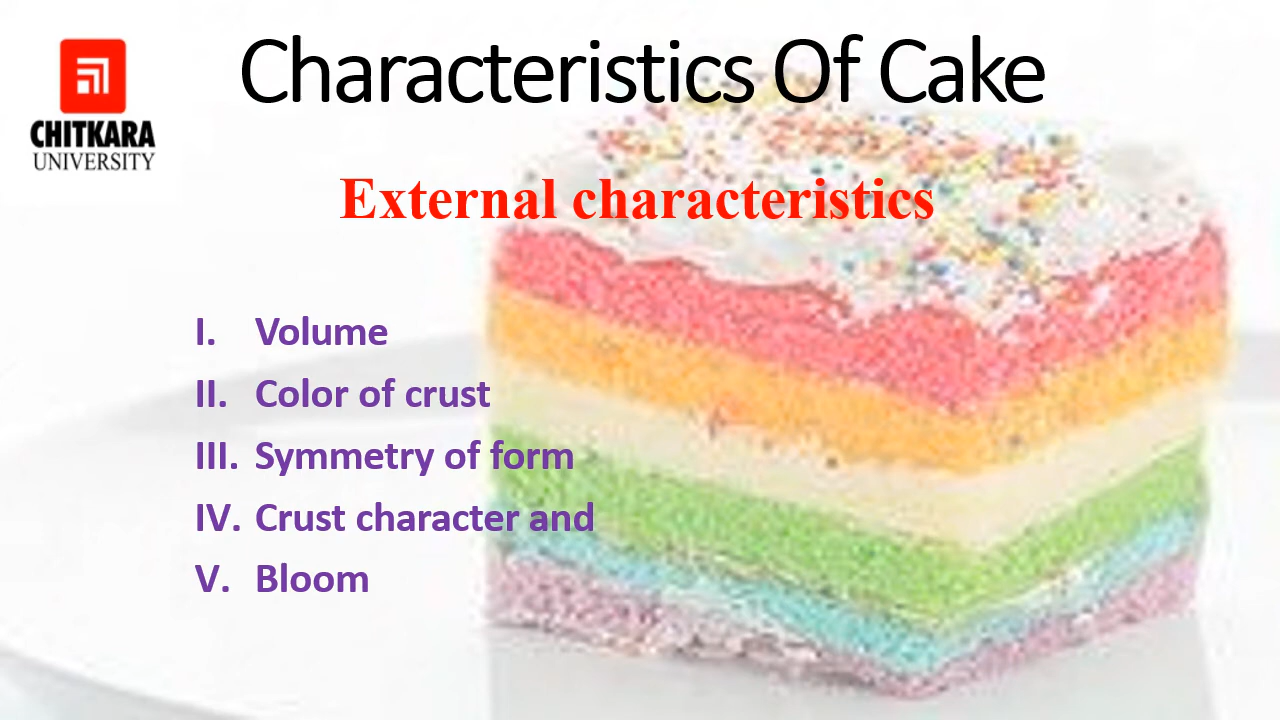 Characteristics Of Cake
CHITKARA
UNIVERSITY
External characteristics
I. Volume
II. Color of crust
III. Symmetry of form
IV. Crust character and
V. Bloom